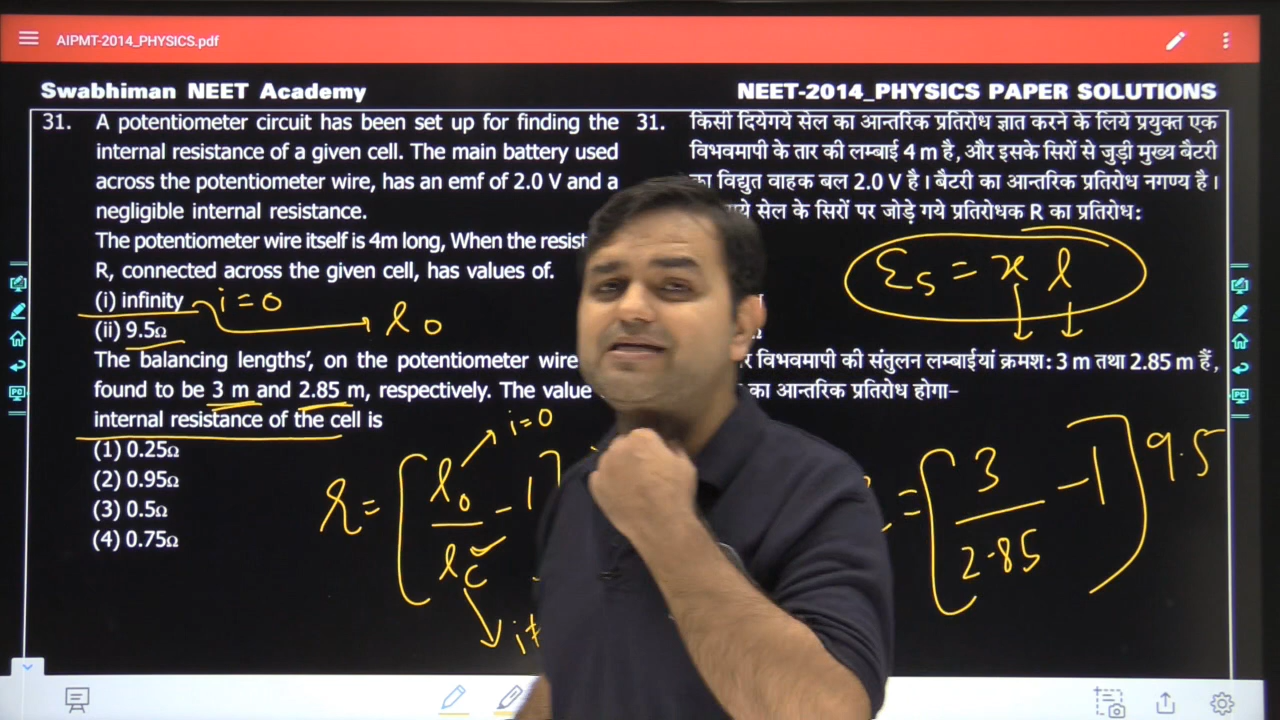 AIPMT-2014_PHYSICS.pdf
Swabhiman NEET Academy
NEET-2014_PHYSICS PAPER SOLUTIONS
31. A potentiometer circuit has been set up for finding the
internal resistance of a given cell. The main battery used
across the potentiometer wire, has an emf of 2.0 V and a
negligible internal resistance.
The potentiometer wire itself is 4m long, When the resist
R, connected across the given cell, has values of.
(i) infinity i = 0
(ii) 9.5Ω l0
The balancing lengths', on the potentiometer wire
found to be 3 m and 2.85 m, respectively. The value
internal resistance of the cell is
(1) 0.25Ω
(2) 0.95Ω
(3) 0.5Ω
(4) 0.75Ω
i=0
r = [l0/lc - 1]
i≠
31. किसी दियेगये सेल का आन्तरिक प्रतिरोध ज्ञात करने के लिये प्रयुक्त एक
विभवमापी के तार की लम्बाई 4 m है, और इसके सिरों से जुड़ी मुख्य बैटरी
का विद्युत वाहक बल 2.0 V है। बैटरी का आन्तरिक प्रतिरोध नगण्य है।
सेल के सिरों पर जोड़े गये प्रतिरोधक R का प्रतिरोध:
Ɛs = x l
विभवमापी की संतुलन लम्बाईयां क्रमश: 3 m तथा 2.85 m हैं,
का आन्तरिक प्रतिरोध होगा–
= [3/2.85 - 1] 9.5